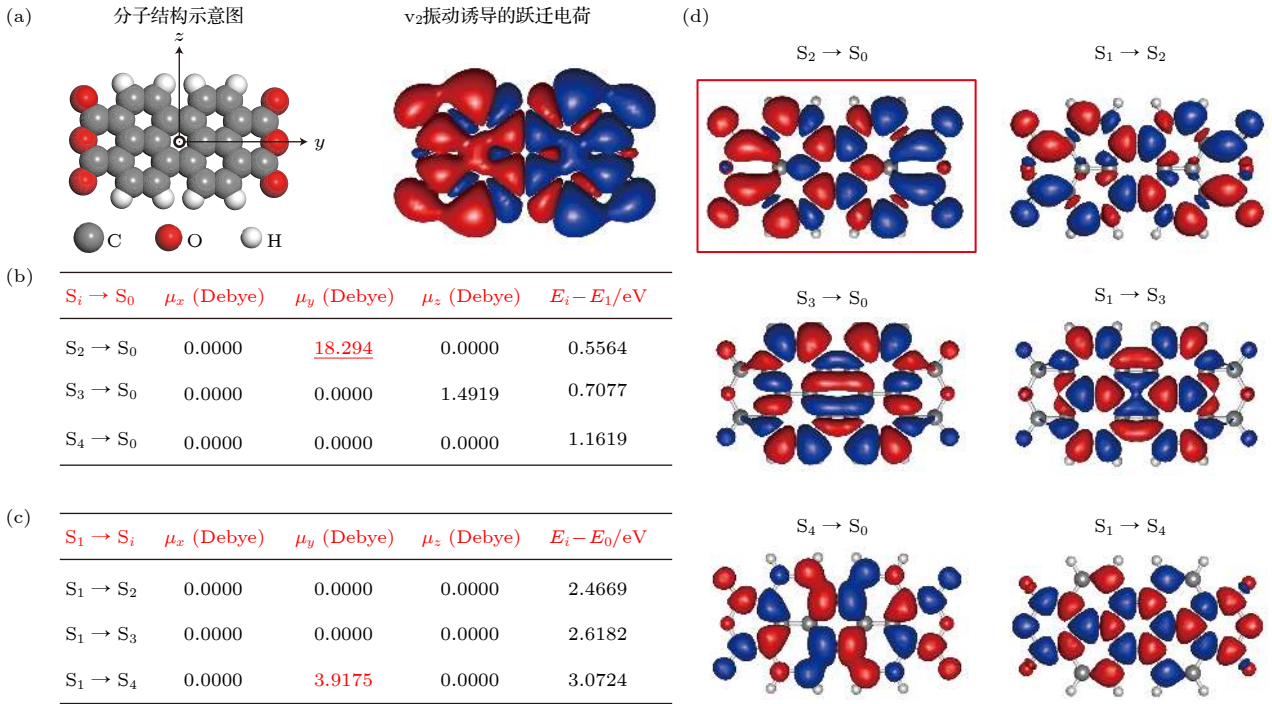 (a)
分子结构示意图
v₂振动诱导的跃迁电荷
z
y
C
O
H
(b)
Sᵢ → S₀ μₓ (Debye) μ_y (Debye) μ_z (Debye) Eᵢ−E₁/eV
S₂ → S₀ 0.0000 18.294 0.0000 0.5564
S₃ → S₀ 0.0000 0.0000 1.4919 0.7077
S₄ → S₀ 0.0000 0.0000 0.0000 1.1619
(c)
S₁ → Sᵢ μₓ (Debye) μ_y (Debye) μ_z (Debye) Eᵢ−E₀/eV
S₁ → S₂ 0.0000 0.0000 0.0000 2.4669
S₁ → S₃ 0.0000 0.0000 0.0000 2.6182
S₁ → S₄ 0.0000 3.9175 0.0000 3.0724
(d)
S₂ → S₀
S₁ → S₂
S₃ → S₀
S₁ → S₃
S₄ → S₀
S₁ → S₄